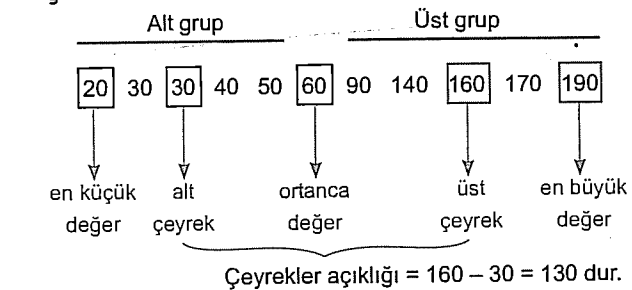 Alt grup Üst grup
20 30 30 40 50 60 90 140 160 170 190
en küçük alt ortanca üst en büyük
değer çeyrek değer çeyrek değer
Çeyrekler açıklığı = 160 – 30 = 130 dur.